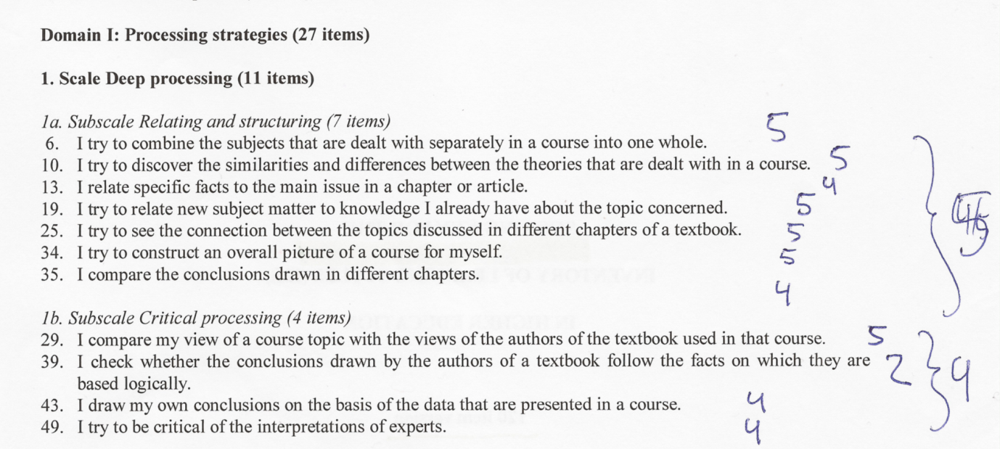 Domain I: Processing strategies (27 items)
1. Scale Deep processing (11 items)
1a. Subscale Relating and structuring (7 items)
6. I try to combine the subjects that are dealt with separately in a course into one whole. 5
10. I try to discover the similarities and differences between the theories that are dealt with in a course. 5
13. I relate specific facts to the main issue in a chapter or article. 4
19. I try to relate new subject matter to knowledge I already have about the topic concerned. 5
25. I try to see the connection between the topics discussed in different chapters of a textbook. 5
34. I try to construct an overall picture of a course for myself. 5
35. I compare the conclusions drawn in different chapters. 4
1b. Subscale Critical processing (4 items)
29. I compare my view of a course topic with the views of the authors of the textbook used in that course. 5
39. I check whether the conclusions drawn by the authors of a textbook follow the facts on which they are 2
based logically.
4
43. I draw my own conclusions on the basis of the data that are presented in a course. 4
49. I try to be critical of the interpretations of experts. 4